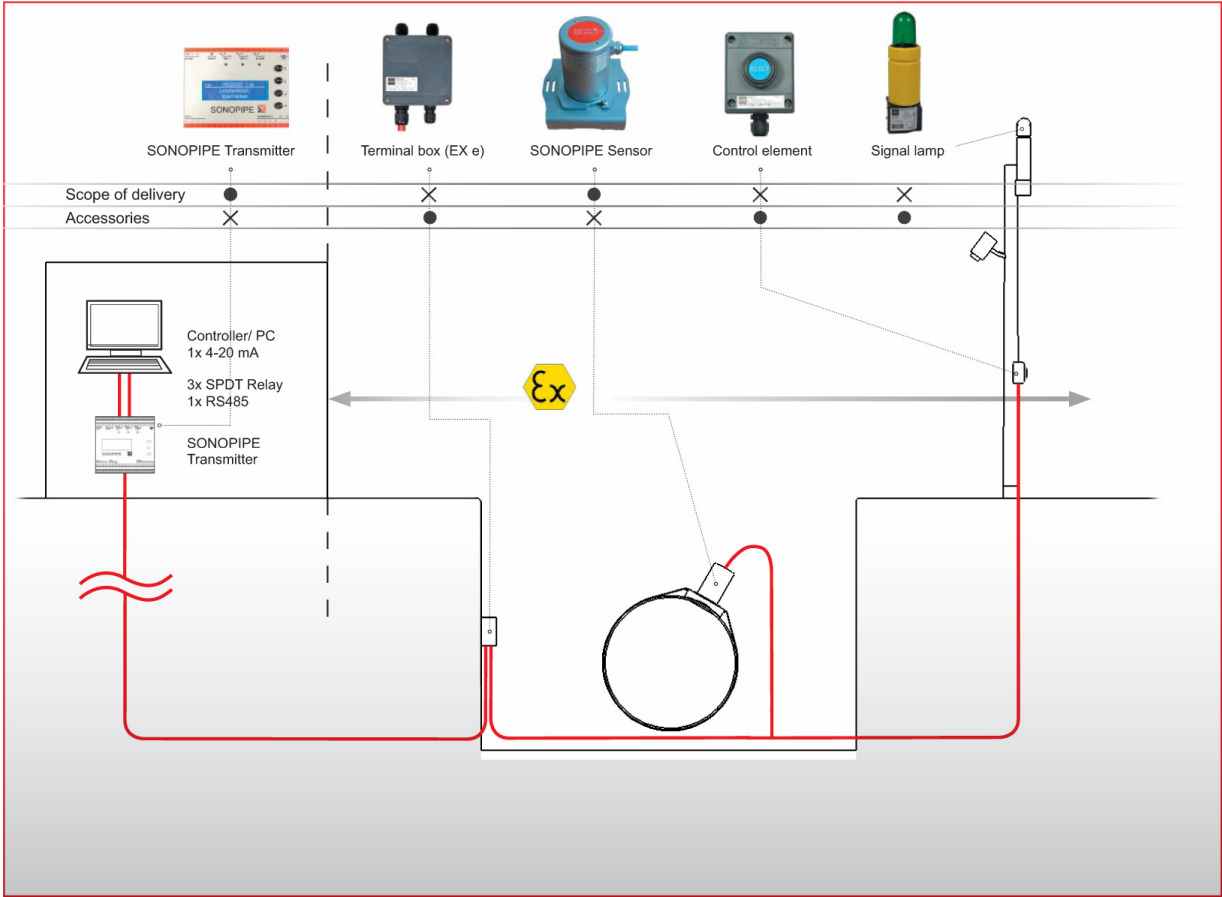 SONOPIPE
RESET
SONOPIPE Transmitter
Terminal box (EX e)
SONOPIPE Sensor
Control element
Signal lamp
Scope of delivery
Accessories
Controller/ PC
1x 4-20 mA
3x SPDT Relay
1x RS485
SONOPIPE
Transmitter
Ex